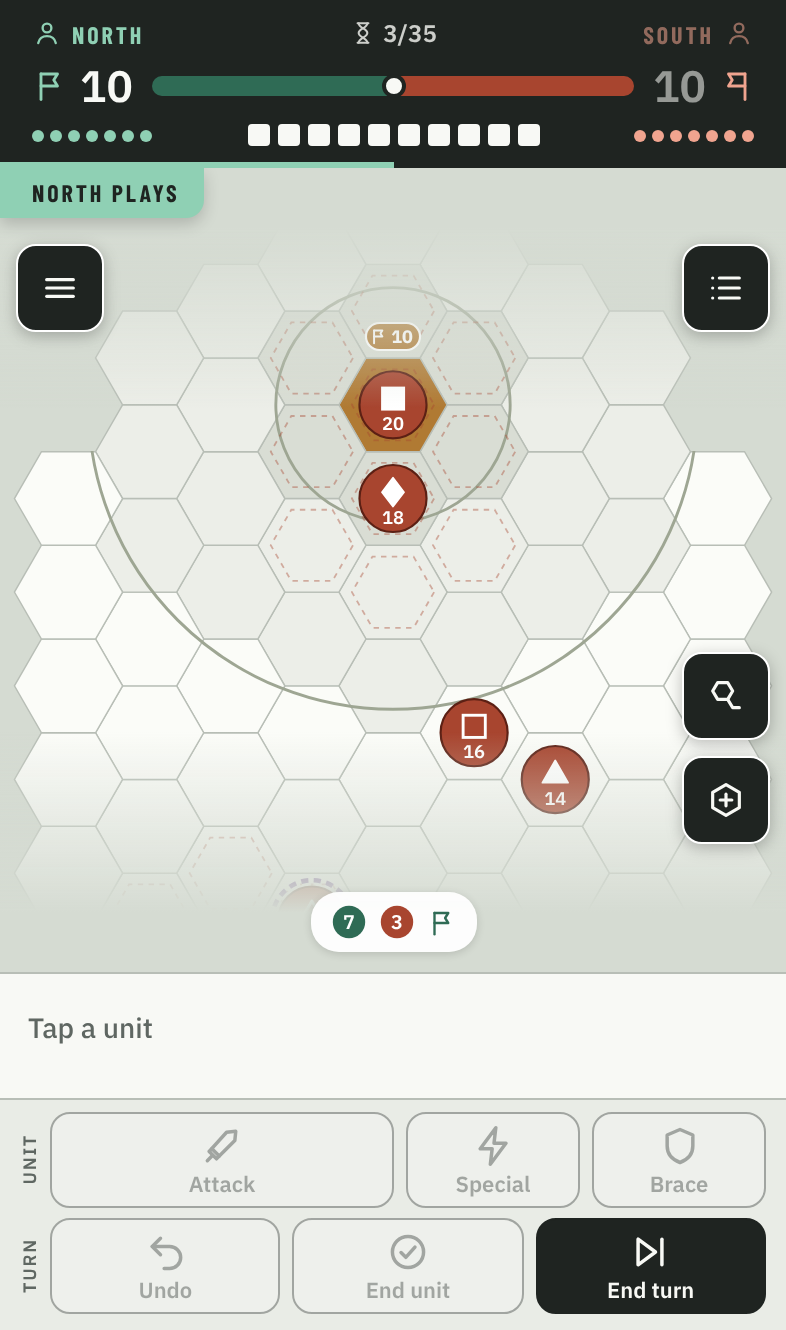 NORTH
3/35
SOUTH
10
10
NORTH PLAYS
10
20
18
16
14
7
3
Tap a unit
UNIT
Attack
Special
Brace
TURN
Undo
End unit
End turn